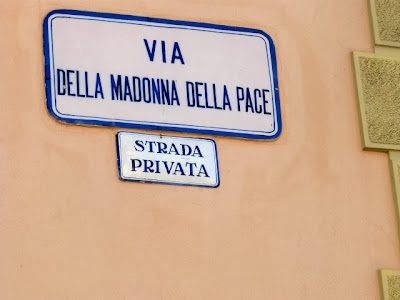 VIA
DELLA MADONNA DELLA PACE
STRADA
PRIVATA